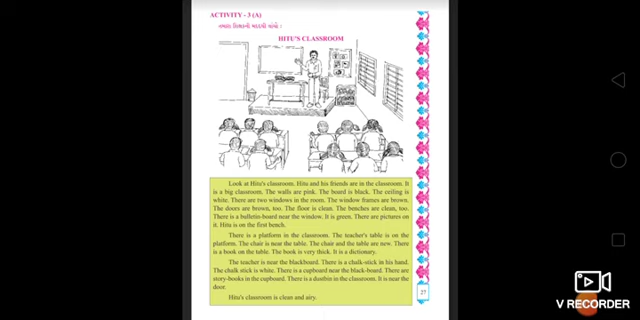 ACTIVITY - 3 (A)
તમારા શિક્ષકની મદદથી વાંચો :
HITU'S CLASSROOM
Look at Hitu's classroom. Hitu and his friends are in the classroom. It
is a big classroom. The walls are pink. The board is black. The ceiling is
white. There are two windows in the room. The window frames are brown.
The doors are brown, too. The floor is clean. The benches are clean, too.
There is a bulletin-board near the window. It is green. There are pictures on
it. Hitu is on the first bench.
There is a platform in the classroom. The teacher's table is on the
platform. The chair is near the table. The chair and the table are new. There
is a book on the table. The book is very thick. It is a dictionary.
The teacher is near the blackboard. There is a chalk-stick in his hand.
The chalk stick is white. There is a cupboard near the black-board. There are
story-books in the cupboard. There is a dustbin in the classroom. It is near the
door.
Hitu's classroom is clean and airy.
27
V RECORDER